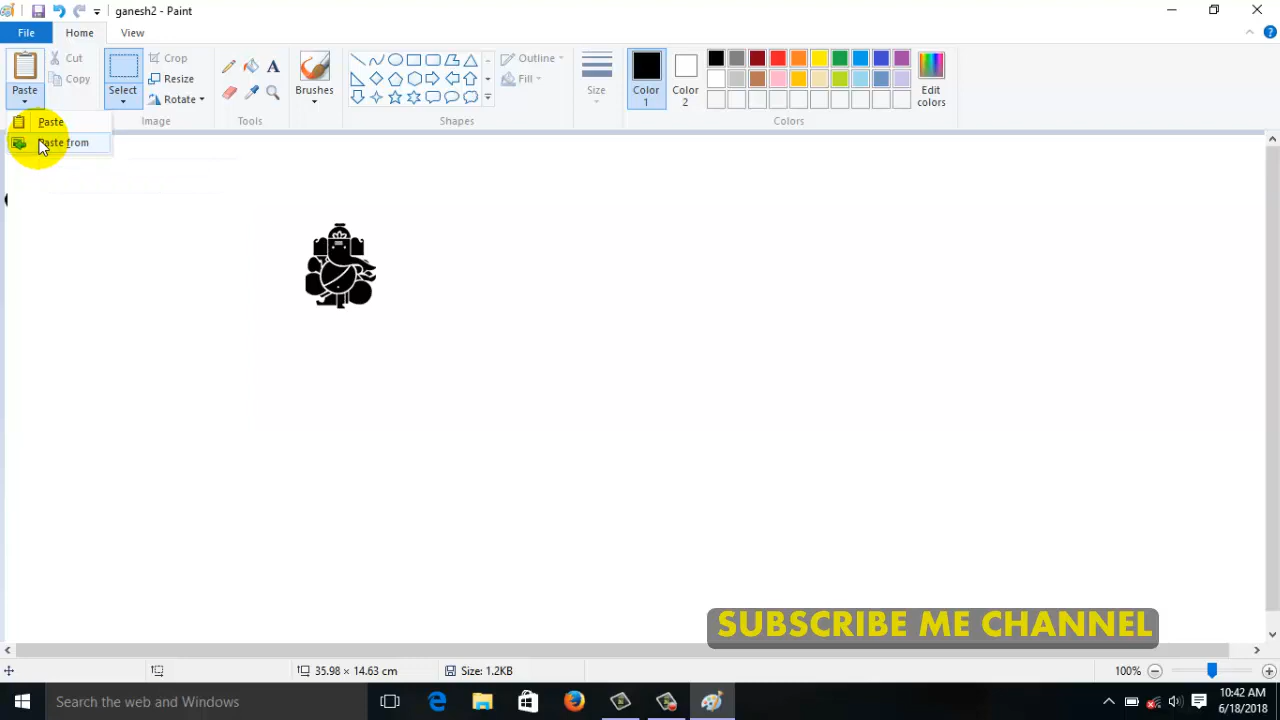 ganesh2 - Paint
File Home View
Paste
Cut
Copy
Paste
Paste from
Select
Crop
Resize
Rotate
Image
A
Tools
Brushes
Outline
Fill
Shapes
Size
Color 1
Color 2
Edit colors
Colors
SUBSCRIBE ME CHANNEL
35.98 × 14.63 cm
Size: 1.2KB
100%
Search the web and Windows
10:42 AM
6/18/2018